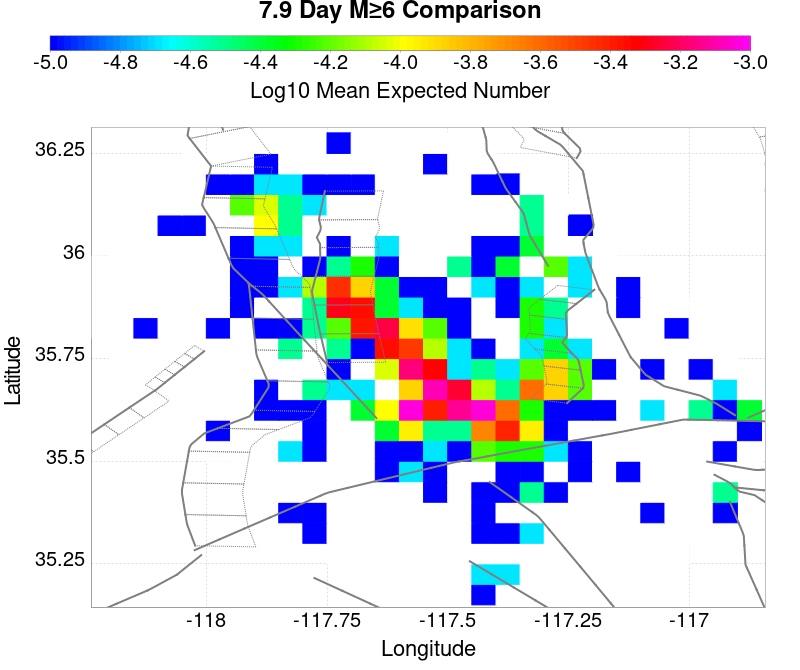 7.9 Day M≥6 Comparison
-5.0 -4.8 -4.6 -4.4 -4.2 -4.0 -3.8 -3.6 -3.4 -3.2 -3.0
Log10 Mean Expected Number
36.25
36
35.75
35.5
35.25
Latitude
-118 -117.75 -117.5 -117.25 -117
Longitude